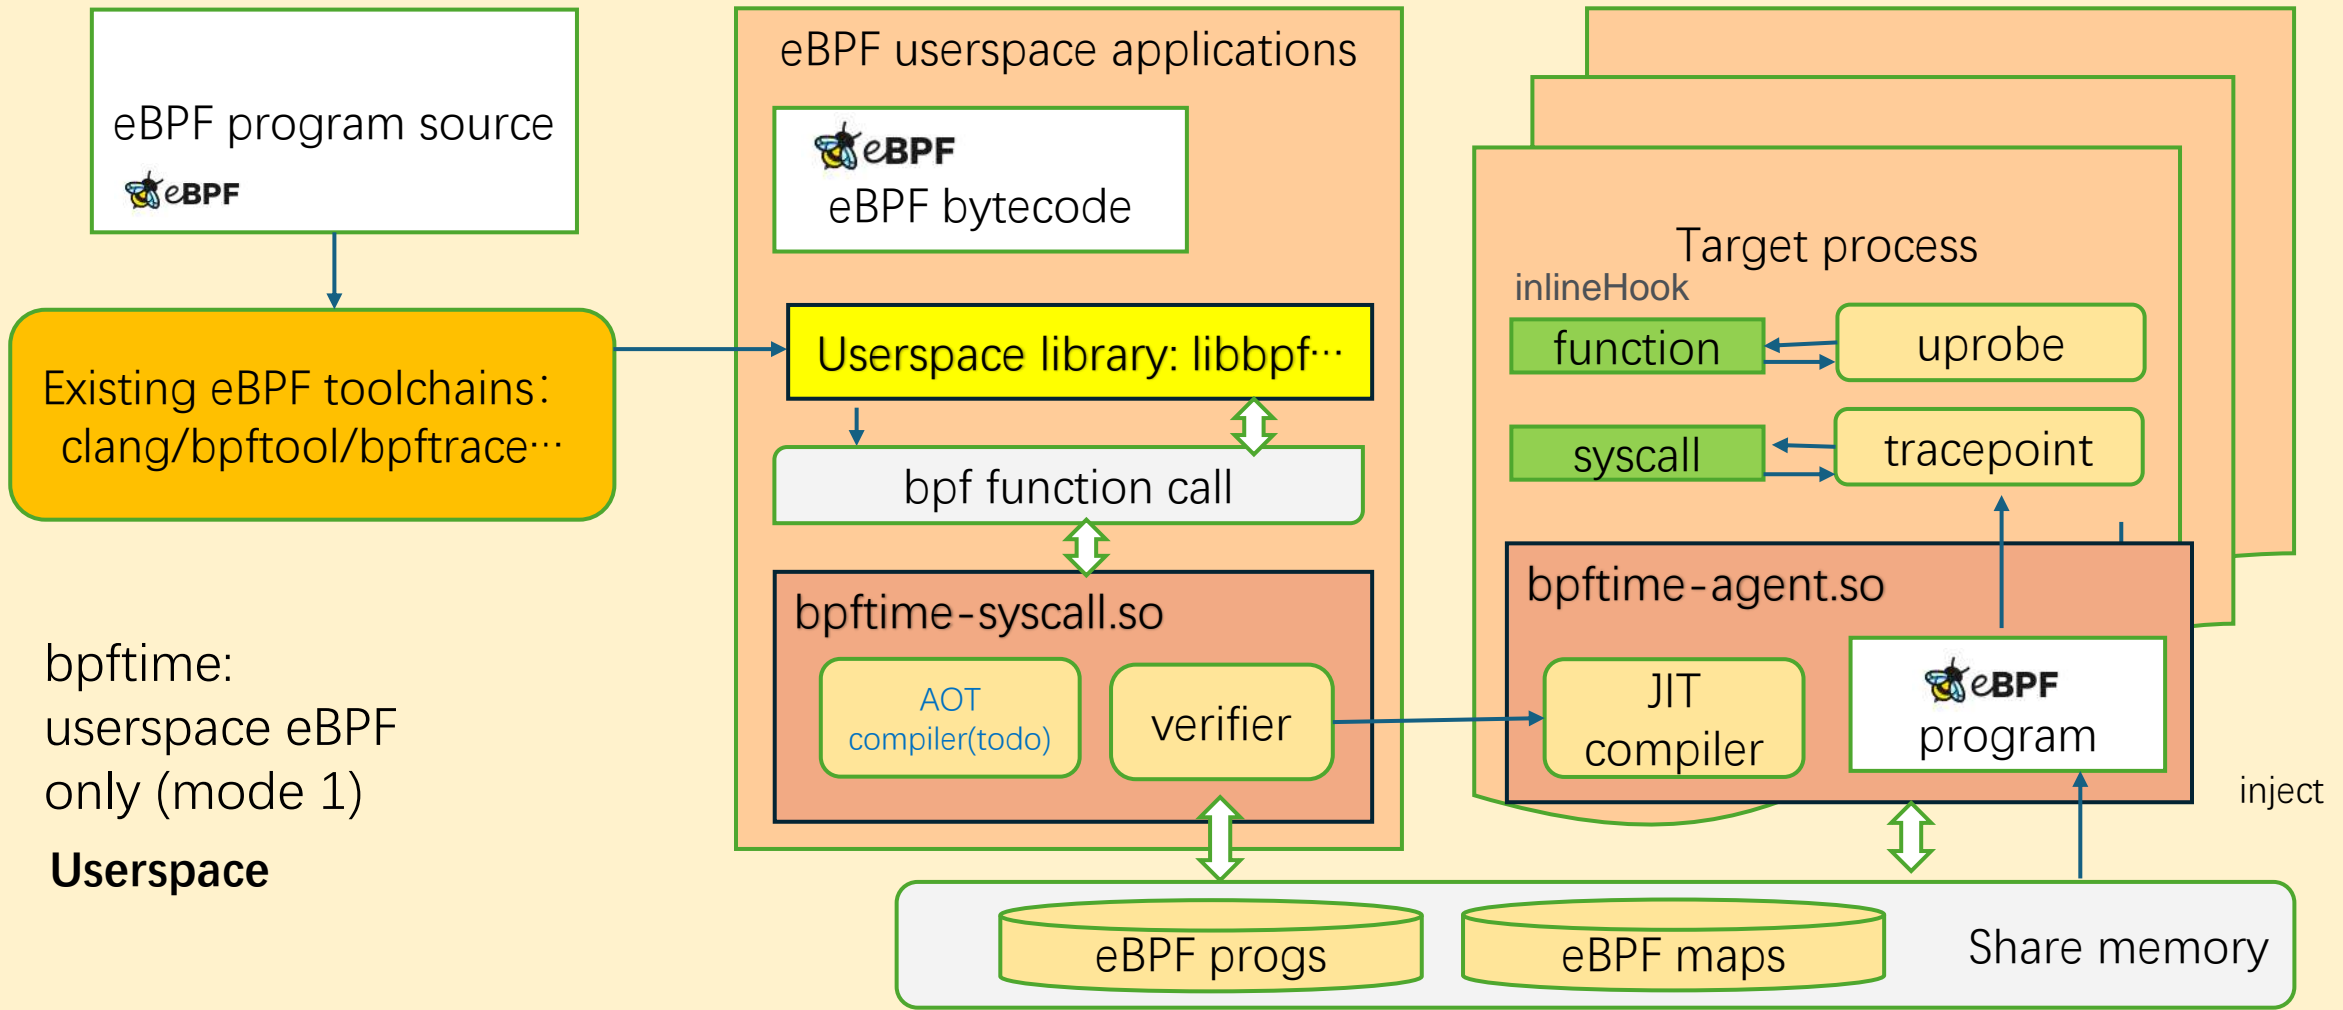 eBPF program source
eBPF
Existing eBPF toolchains:
clang/bpftool/bpftrace…
bpftime:
userspace eBPF
only (mode 1)
Userspace
eBPF userspace applications
eBPF
eBPF bytecode
Userspace library: libbpf…
bpf function call
bpftime-syscall.so
AOT
compiler(todo)
verifier
Target process
inlineHook
function
uprobe
syscall
tracepoint
bpftime-agent.so
JIT
compiler
eBPF
program
inject
eBPF progs
eBPF maps
Share memory